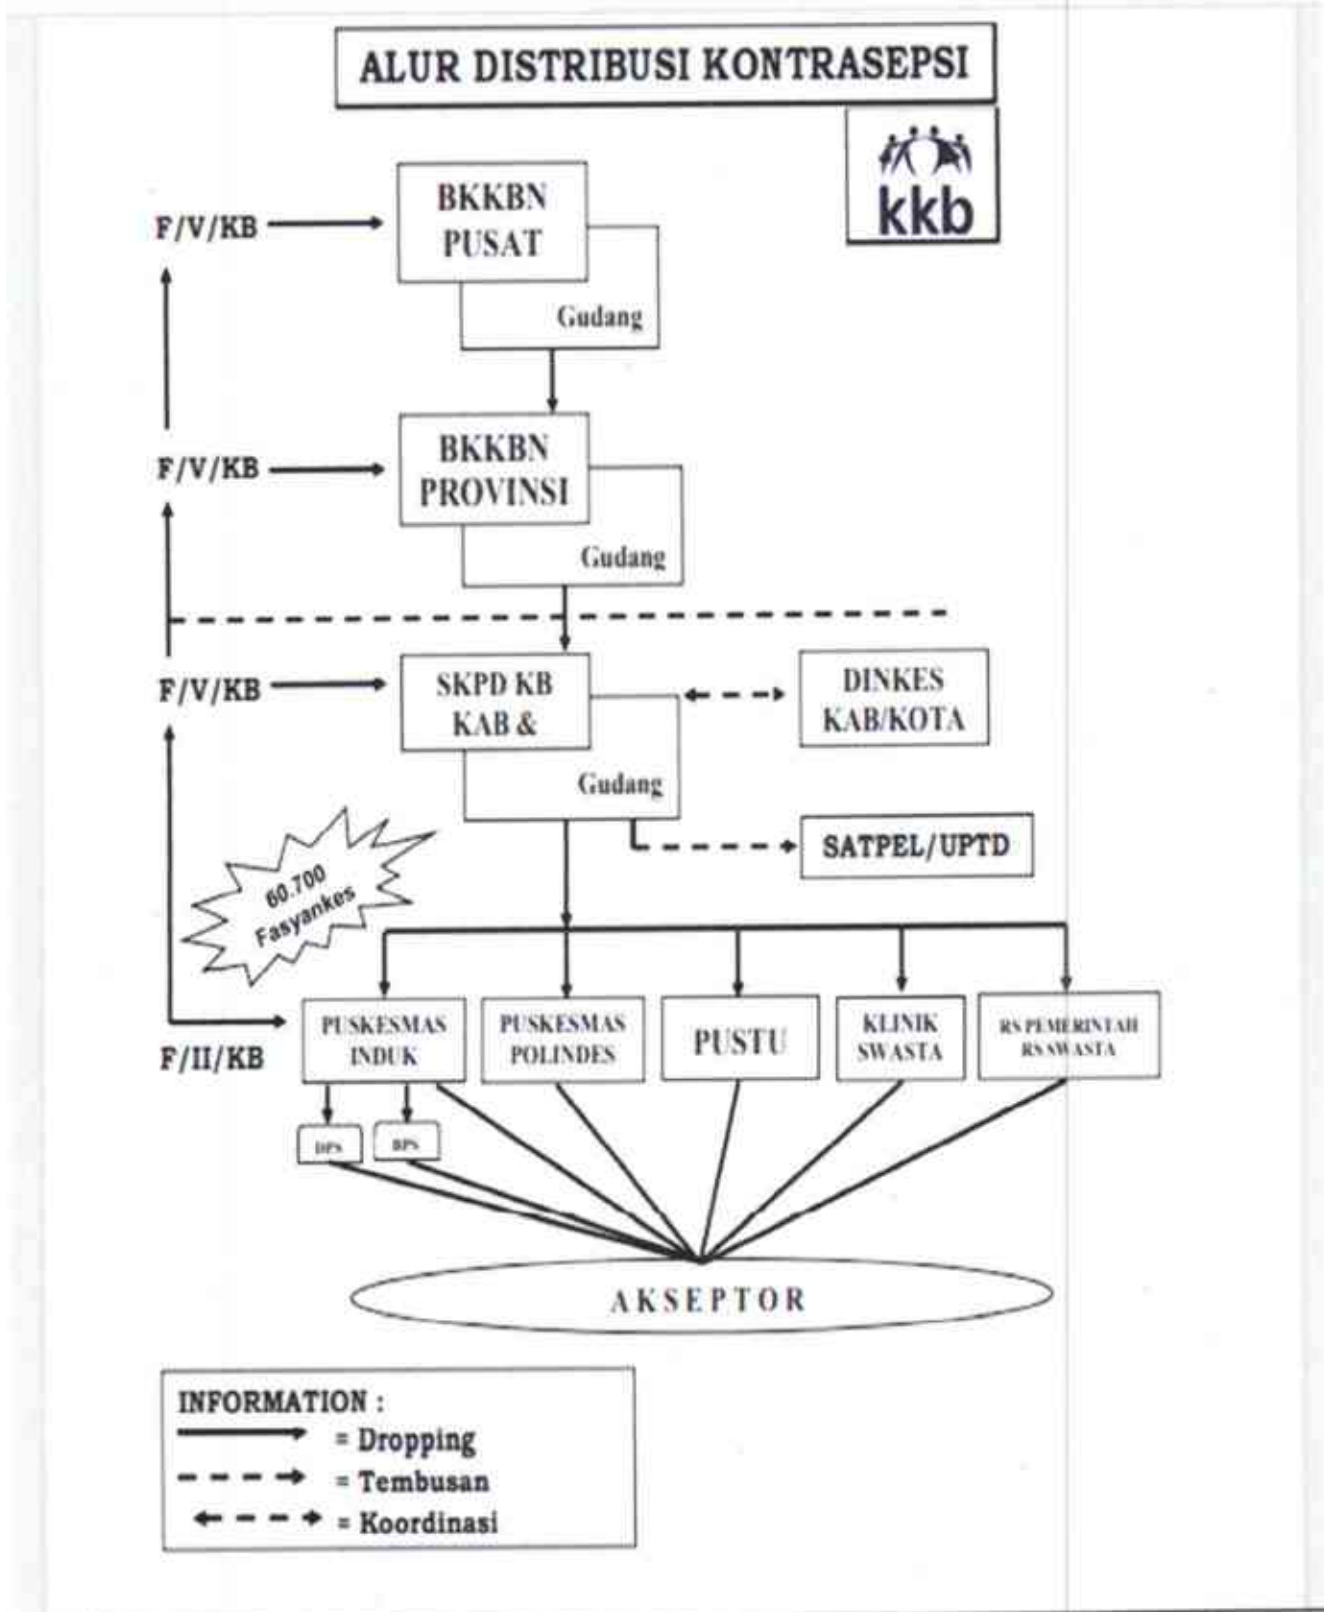 ALUR DISTRIBUSI KONTRASEPSI
kkb
BKKBN
PUSAT
F/V/KB
Gudang
BKKBN
PROVINSI
F/V/KB
Gudang
SKPD KB
KAB &
F/V/KB
DINKES
KAB/KOTA
Gudang
SATPEL/UPTD
60.700
Fasyankes
PUSKESMAS
INDUK
PUSKESMAS
POLINDES
PUSTU
KLINIK
SWASTA
RS PEMERINTAH
RS SWASTA
F/II/KB
DPS
BPS
AKSEPTOR
INFORMATION :
= Dropping
= Tembusan
= Koordinasi